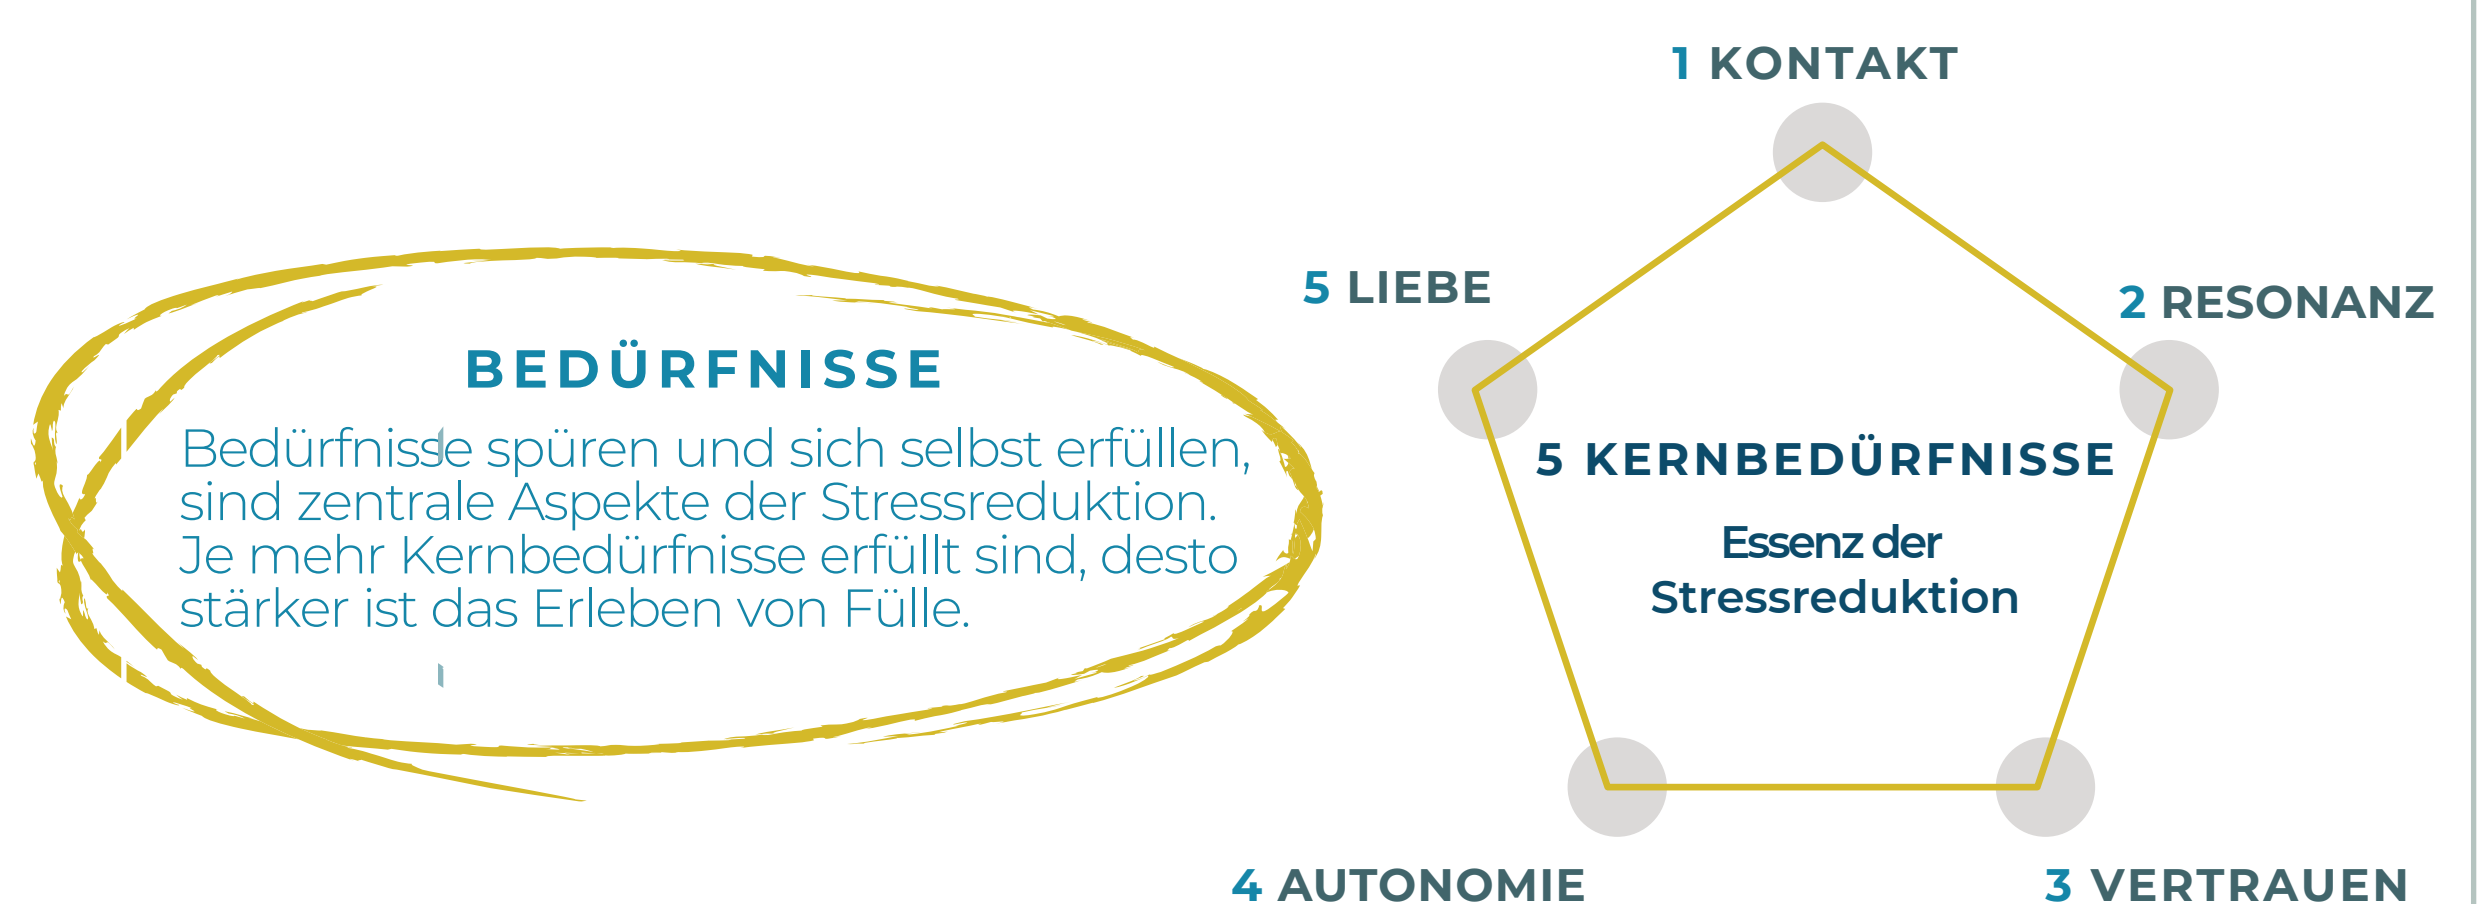 BEDÜRFNISSE
Bedürfnisse spüren und sich selbst erfüllen,
sind zentrale Aspekte der Stressreduktion.
Je mehr Kernbedürfnisse erfüllt sind, desto
stärker ist das Erleben von Fülle.
1 KONTAKT
5 LIEBE
2 RESONANZ
5 KERNBEDÜRFNISSE
Essenz der
Stressreduktion
4 AUTONOMIE
3 VERTRAUEN